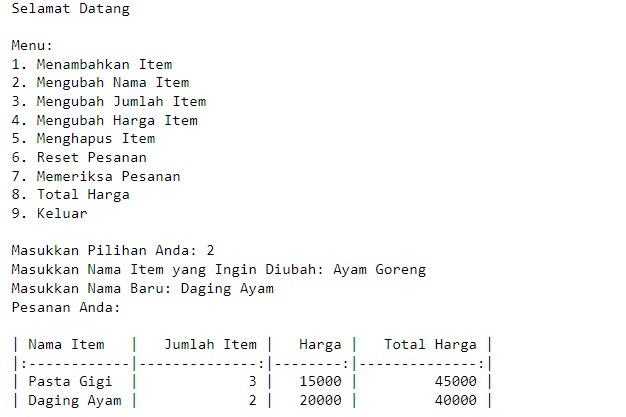 Selamat Datang
Menu:
1. Menambahkan Item
2. Mengubah Nama Item
3. Mengubah Jumlah Item
4. Mengubah Harga Item
5. Menghapus Item
6. Reset Pesanan
7. Memeriksa Pesanan
8. Total Harga
9. Keluar
Masukkan Pilihan Anda: 2
Masukkan Nama Item yang Ingin Diubah: Ayam Goreng
Masukkan Nama Baru: Daging Ayam
Pesanan Anda:
| Nama Item   |   Jumlah Item |   Harga |   Total Harga |
|:------------|--------------:|--------:|--------------:|
| Pasta Gigi  |             3 |   15000 |         45000 |
| Daging Ayam |             2 |   20000 |         40000 |